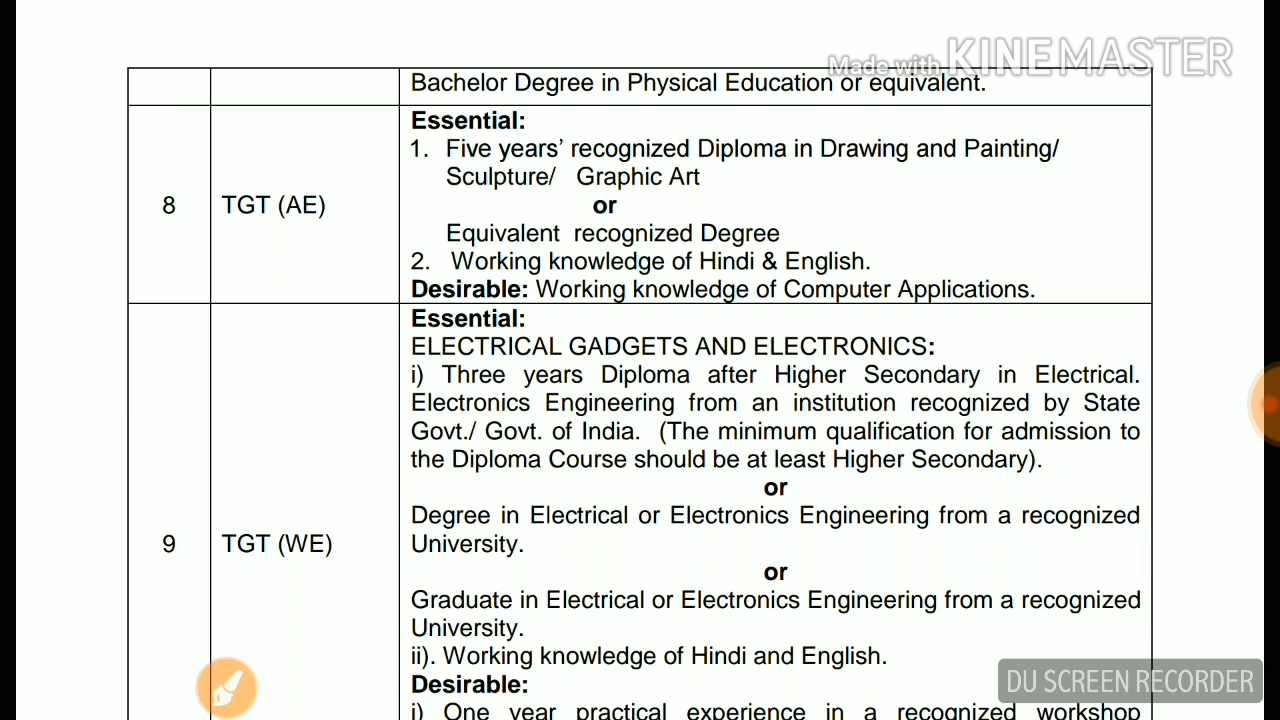 Made with KINEMASTER
Bachelor Degree in Physical Education or equivalent.
8
TGT (AE)
Essential:
1. Five years’ recognized Diploma in Drawing and Painting/
Sculpture/ Graphic Art
or
Equivalent recognized Degree
2. Working knowledge of Hindi & English.
Desirable: Working knowledge of Computer Applications.
9
TGT (WE)
Essential:
ELECTRICAL GADGETS AND ELECTRONICS:
i) Three years Diploma after Higher Secondary in Electrical.
Electronics Engineering from an institution recognized by State
Govt./ Govt. of India. (The minimum qualification for admission to
the Diploma Course should be at least Higher Secondary).
or
Degree in Electrical or Electronics Engineering from a recognized
University.
or
Graduate in Electrical or Electronics Engineering from a recognized
University.
ii). Working knowledge of Hindi and English.
Desirable:
i) One year practical experience in a recognized workshop
DU SCREEN RECORDER